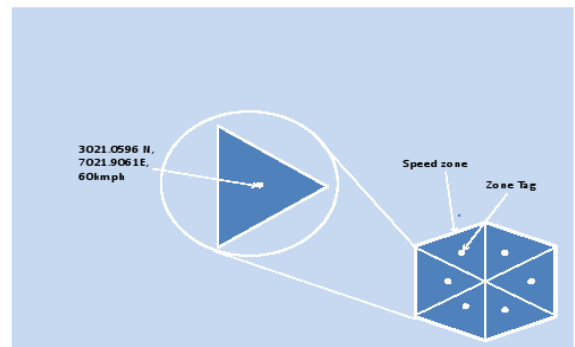 3021.0596 N,
7021.9061E,
60kmph
Speed zone
Zone Tag